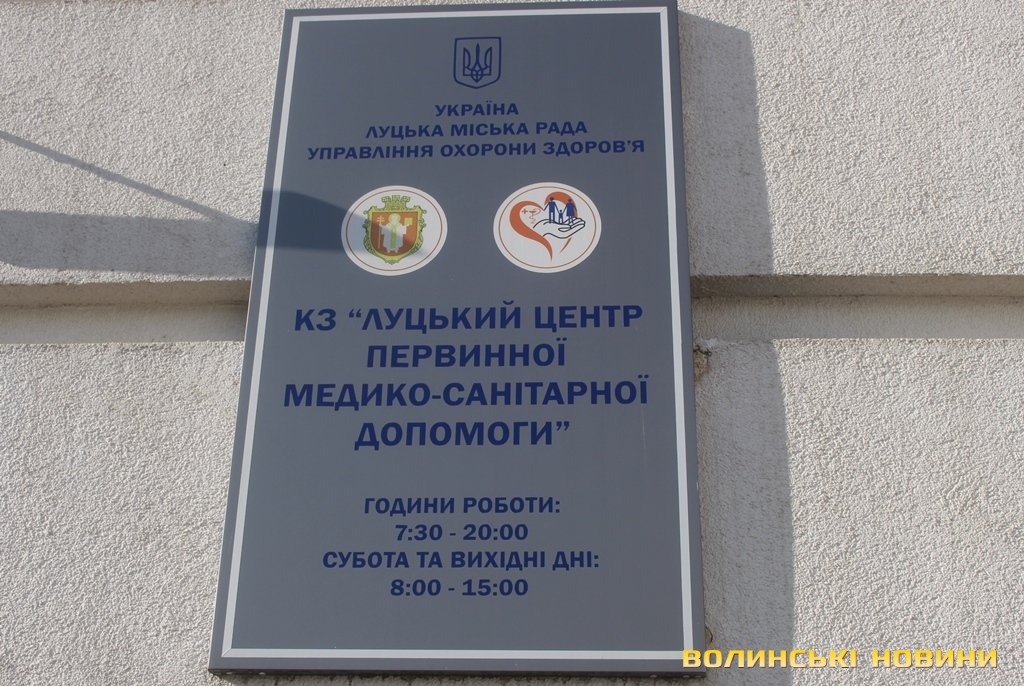 УКРАЇНА
ЛУЦЬКА МІСЬКА РАДА
УПРАВЛІННЯ ОХОРОНИ ЗДОРОВ'Я
КЗ "ЛУЦЬКИЙ ЦЕНТР
ПЕРВИННОЇ
МЕДИКО-САНІТАРНОЇ
ДОПОМОГИ"
ГОДИНИ РОБОТИ:
7:30 - 20:00
СУБОТА ТА ВИХІДНІ ДНІ:
8:00 - 15:00
ВОЛИНСЬКІ НОВИНИ